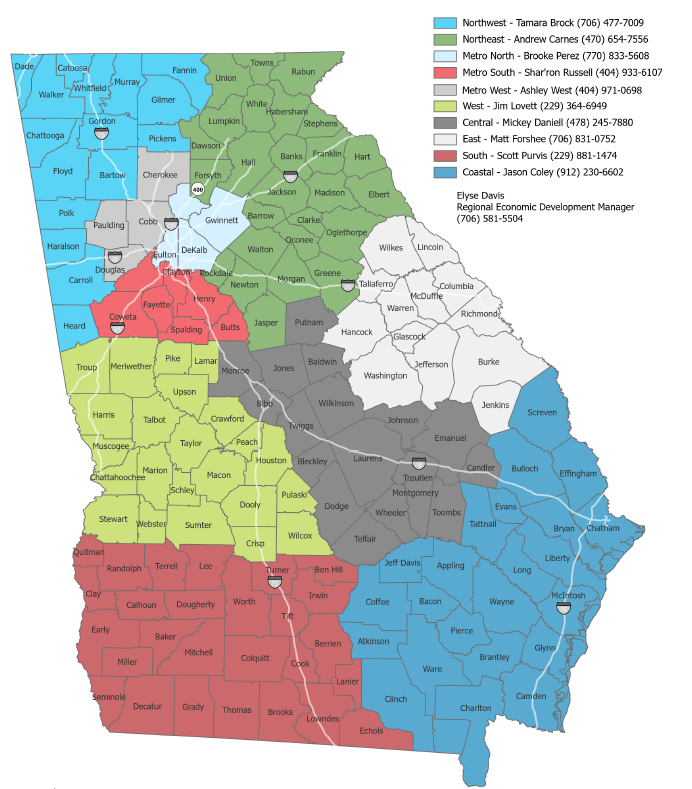 Northwest - Tamara Brock (706) 477-7009
Northeast - Andrew Carnes (470) 654-7556
Metro North - Brooke Perez (770) 833-5608
Metro South - Shar'ron Russell (404) 933-6107
Metro West - Ashley West (404) 971-0698
West - Jim Lovett (229) 364-6949
Central - Mickey Daniell (478) 245-7880
East - Matt Forshee (706) 831-0752
South - Scott Purvis (229) 881-1474
Coastal - Jason Coley (912) 230-6602
Elyse Davis
Regional Economic Development Manager
(706) 581-5504
Dade
Catoosa
Fannin
Towns
Rabun
Union
Walker
Whitfield
Murray
Gilmer
White
Habersham
Stephens
Lumpkin
Gordon
Chattooga
Pickens
Dawson
Banks
Franklin
Hart
Hall
Floyd
Bartow
Cherokee
Forsyth
400
Jackson
Madison
Elbert
Polk
Paulding
Cobb
Gwinnett
Barrow
Clarke
Oglethorpe
Oconee
Haralson
Fulton
DeKalb
Walton
Wilkes
Lincoln
Douglas
Clayton
Rockdale
Carroll
Newton
Morgan
Greene
Taliaferro
Columbia
McDuffie
Fayette
Henry
Warren
Richmond
Heard
Coweta
Spalding
Butts
Jasper
Putnam
Hancock
Glascock
Troup
Meriwether
Pike
Lamar
Monroe
Jones
Baldwin
Washington
Jefferson
Burke
Upson
Bibb
Wilkinson
Jenkins
Screven
Harris
Talbot
Crawford
Twiggs
Johnson
Emanuel
Muscogee
Taylor
Peach
Houston
Bleckley
Laurens
Candler
Bulloch
Effingham
Chattahoochee
Marion
Macon
Treutlen
Schley
Pulaski
Montgomery
Dooly
Dodge
Wheeler
Toombs
Evans
Tattnall
Bryan
Chatham
Stewart
Webster
Sumter
Crisp
Wilcox
Telfair
Quitman
Randolph
Terrell
Lee
Turner
Ben Hill
Jeff Davis
Appling
Long
Liberty
Clay
Calhoun
Dougherty
Worth
Irwin
Tift
Coffee
Bacon
Wayne
McIntosh
Early
Baker
Mitchell
Berrien
Atkinson
Pierce
Glynn
Miller
Colquitt
Cook
Ware
Brantley
Lanier
Seminole
Decatur
Grady
Thomas
Brooks
Lowndes
Echols
Clinch
Charlton
Camden